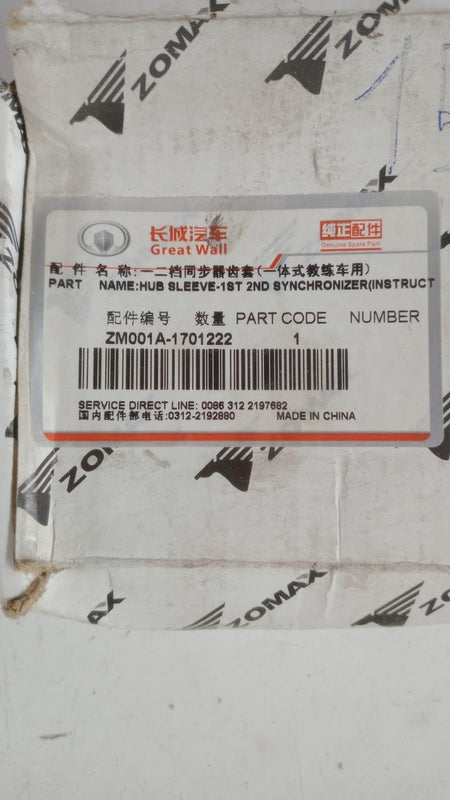 ZOMAX
ZOMAX
长城汽车
Great Wall
纯正配件
Genuine Spare Part
配 件 名 称:一二档同步器齿套(一体式教练车用)
PART NAME:HUB SLEEVE-1ST 2ND SYNCHRONIZER(INSTRUCT
配件编号 数量 PART CODE NUMBER
ZM001A-1701222 1
SERVICE DIRECT LINE: 0086 312 2197682
国内配件部电话:0312-2192880 MADE IN CHINA
ZOMAX